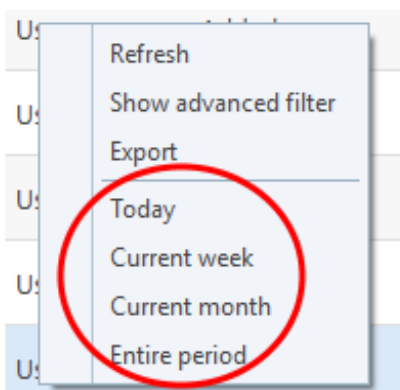 Refresh
Show advanced filter
Export
Today
Current week
Current month
Entire period